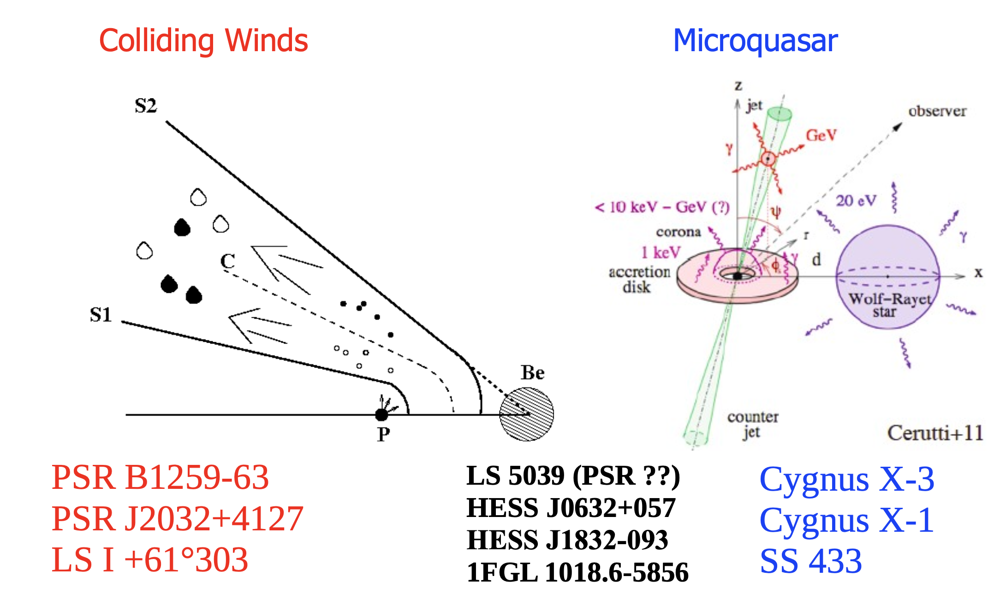 Colliding Winds
S2
C
S1
Be
P
PSR B1259-63
PSR J2032+4127
LS I +61°303
Microquasar
z
jet
observer
GeV
γ
20 eV
< 10 keV – GeV (?)
ψ
corona
r
γ
1 keV
γ
d
ϕ
accretion
disk
x
Wolf–Rayet
star
counter
jet
Cerutti+11
LS 5039 (PSR ??)
HESS J0632+057
HESS J1832-093
1FGL 1018.6-5856
Cygnus X-3
Cygnus X-1
SS 433